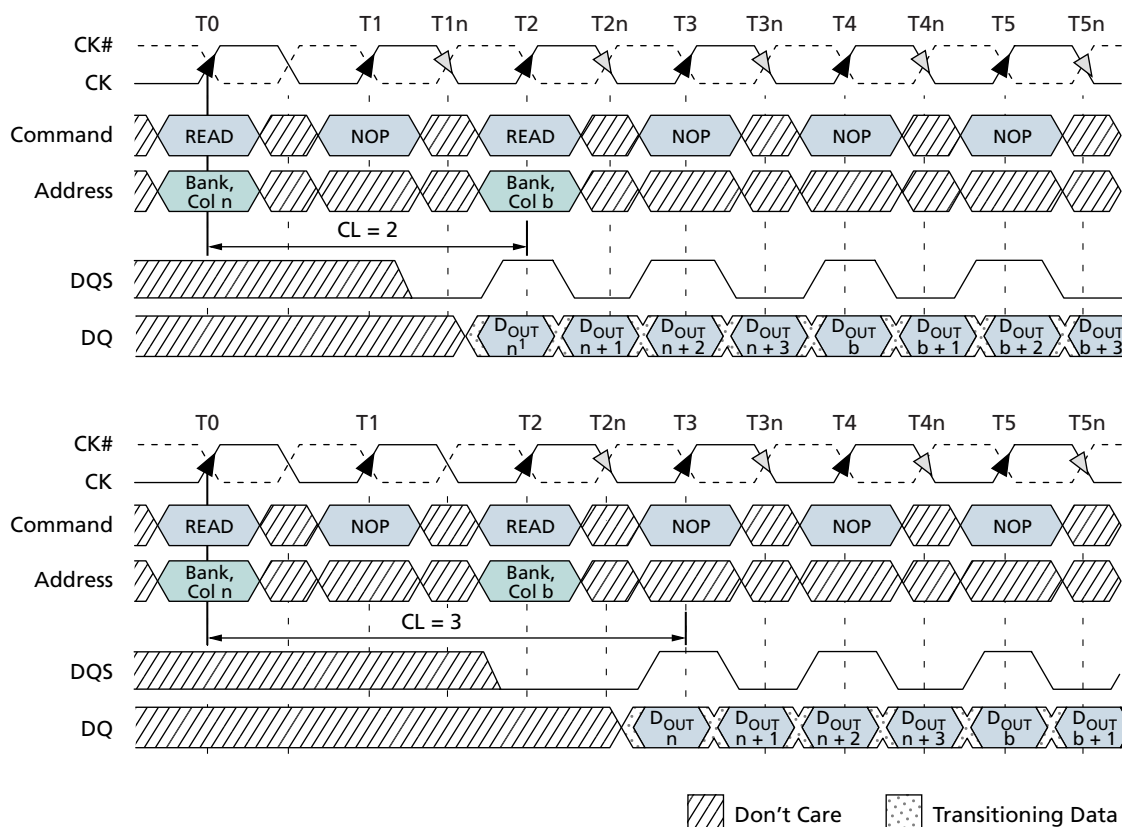 T0 T1 T1n T2 T2n T3 T3n T4 T4n T5 T5n
CK#
CK
Command READ NOP READ NOP NOP NOP
Address Bank, Col n Bank, Col b
CL = 2
DQS
DQ DOUT n1 DOUT n + 1 DOUT n + 2 DOUT n + 3 DOUT b DOUT b + 1 DOUT b + 2 DOUT b + 3
T0 T1 T2 T2n T3 T3n T4 T4n T5 T5n
CK#
CK
Command READ NOP READ NOP NOP NOP
Address Bank, Col n Bank, Col b
CL = 3
DQS
DQ DOUT n DOUT n + 1 DOUT n + 2 DOUT n + 3 DOUT b DOUT b + 1
Don't Care Transitioning Data